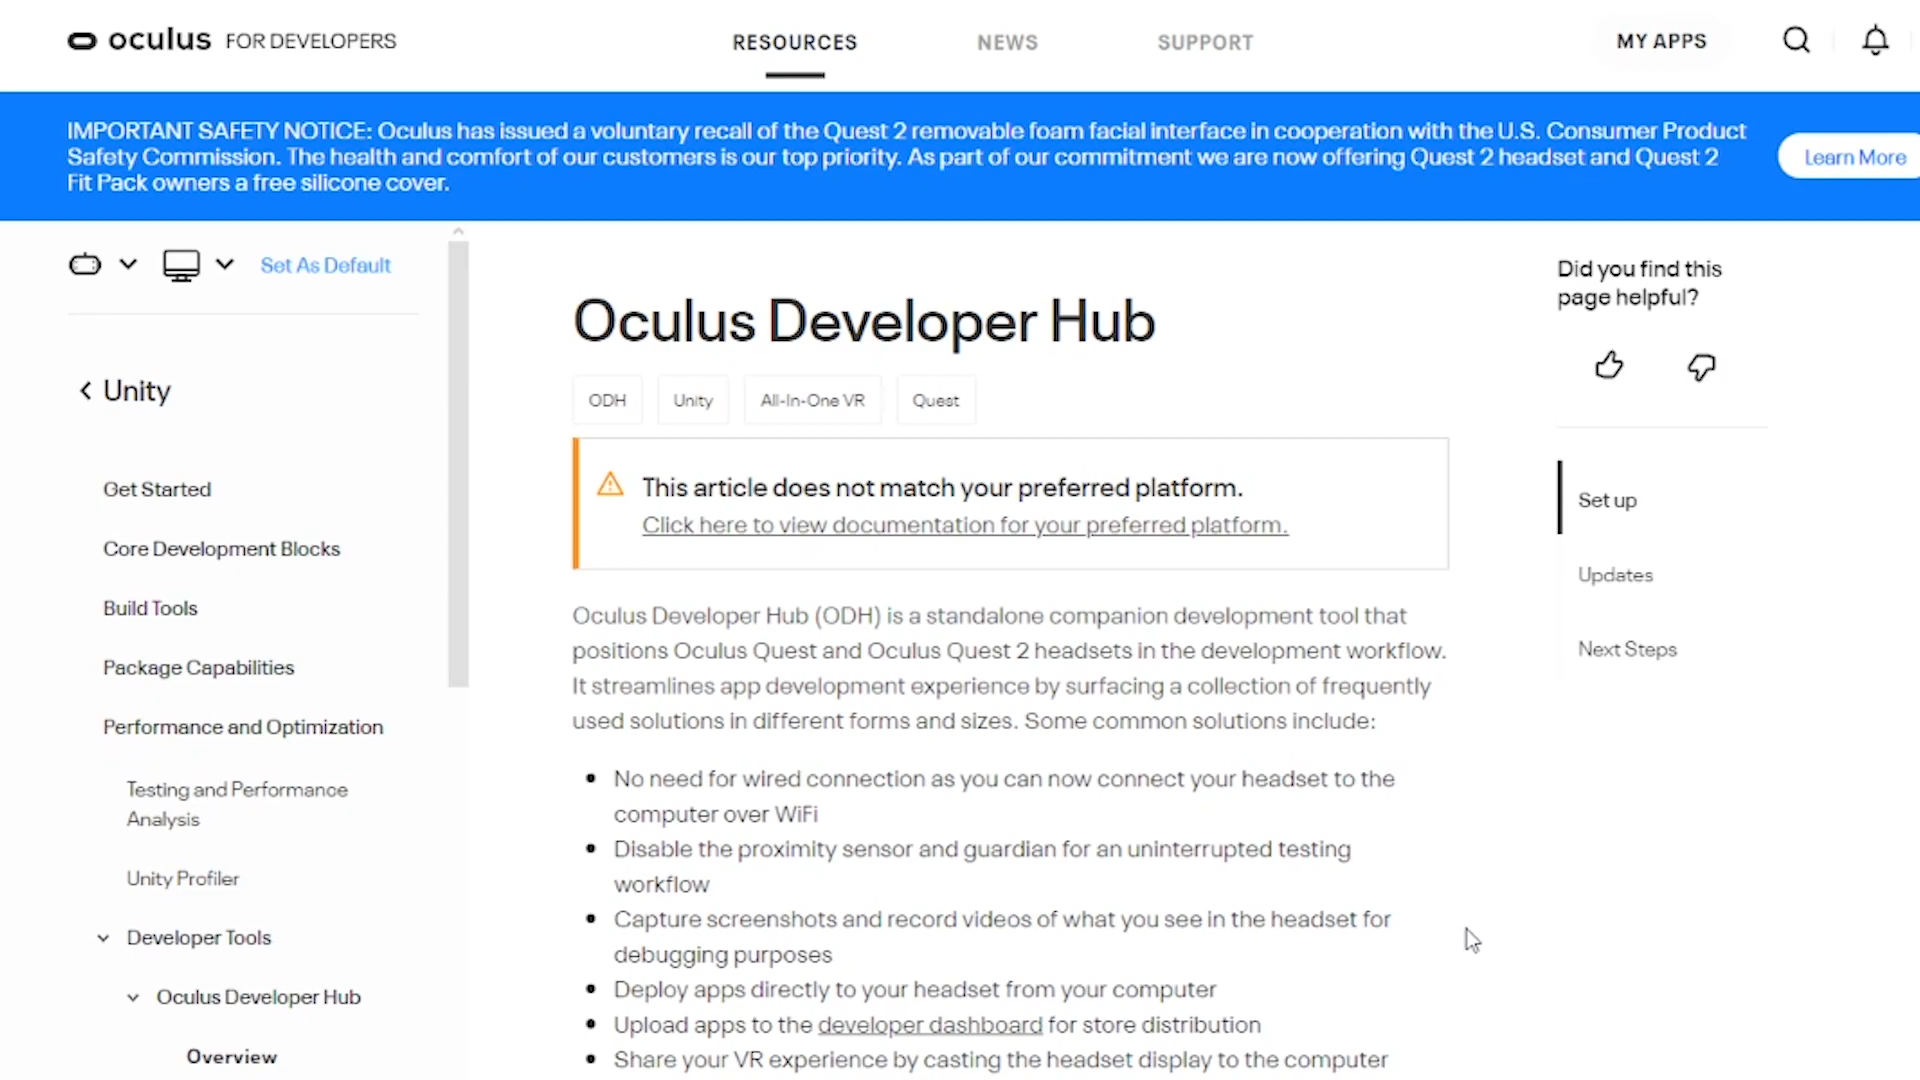 oculus FOR DEVELOPERS
RESOURCES
NEWS
SUPPORT
MY APPS
IMPORTANT SAFETY NOTICE: Oculus has issued a voluntary recall of the Quest 2 removable foam facial interface in cooperation with the U.S. Consumer Product
Safety Commission. The health and comfort of our customers is our top priority. As part of our commitment we are now offering Quest 2 headset and Quest 2
Fit Pack owners a free silicone cover.
Learn More
Set As Default
Unity
Get Started
Core Development Blocks
Build Tools
Package Capabilities
Performance and Optimization
Testing and Performance
Analysis
Unity Profiler
Developer Tools
Oculus Developer Hub
Overview
Oculus Developer Hub
ODH
Unity
All-In-One VR
Quest
This article does not match your preferred platform.
Click here to view documentation for your preferred platform.
Oculus Developer Hub (ODH) is a standalone companion development tool that
positions Oculus Quest and Oculus Quest 2 headsets in the development workflow.
It streamlines app development experience by surfacing a collection of frequently
used solutions in different forms and sizes. Some common solutions include:
No need for wired connection as you can now connect your headset to the
computer over WiFi
Disable the proximity sensor and guardian for an uninterrupted testing
workflow
Capture screenshots and record videos of what you see in the headset for
debugging purposes
Deploy apps directly to your headset from your computer
Upload apps to the developer dashboard for store distribution
Share your VR experience by casting the headset display to the computer
Did you find this
page helpful?
Set up
Updates
Next Steps